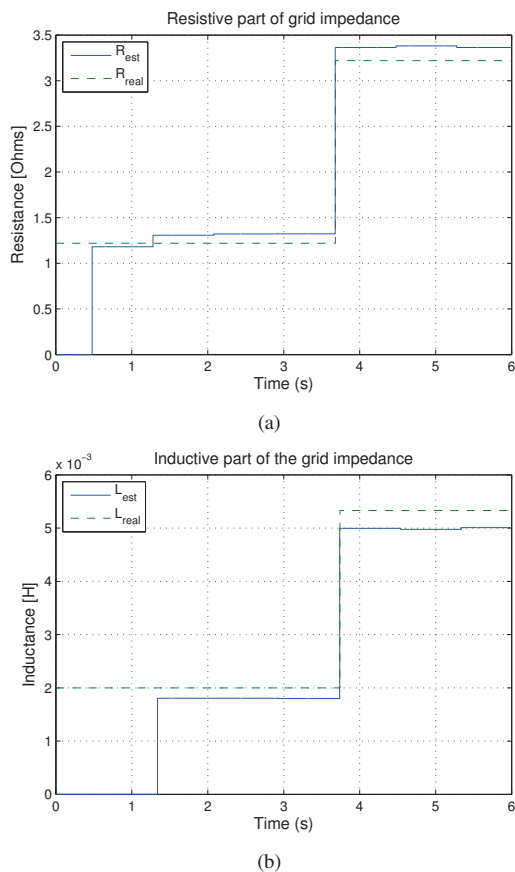 Resistive part of grid impedance
3.5
3
2.5
2
1.5
1
0.5
0
Resistance [Ohms]
R_est
R_real
0 1 2 3 4 5 6
Time (s)
(a)
Inductive part of the grid impedance
x 10⁻³
6
5
4
3
2
1
0
Inductance [H]
L_est
L_real
0 1 2 3 4 5 6
Time (s)
(b)